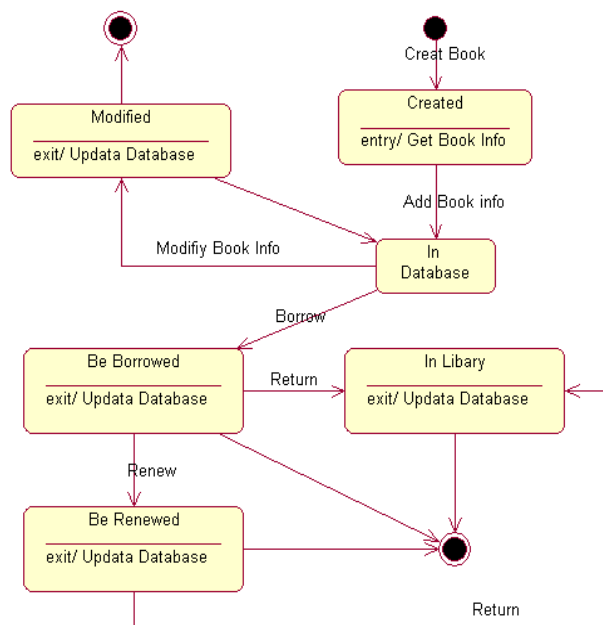 Creat Book
Modified
exit/ Updata Database
Created
entry/ Get Book Info
Add Book info
Modifiy Book Info
In
Database
Borrow
Be Borrowed
exit/ Updata Database
Return
In Libary
exit/ Updata Database
Renew
Be Renewed
exit/ Updata Database
Return